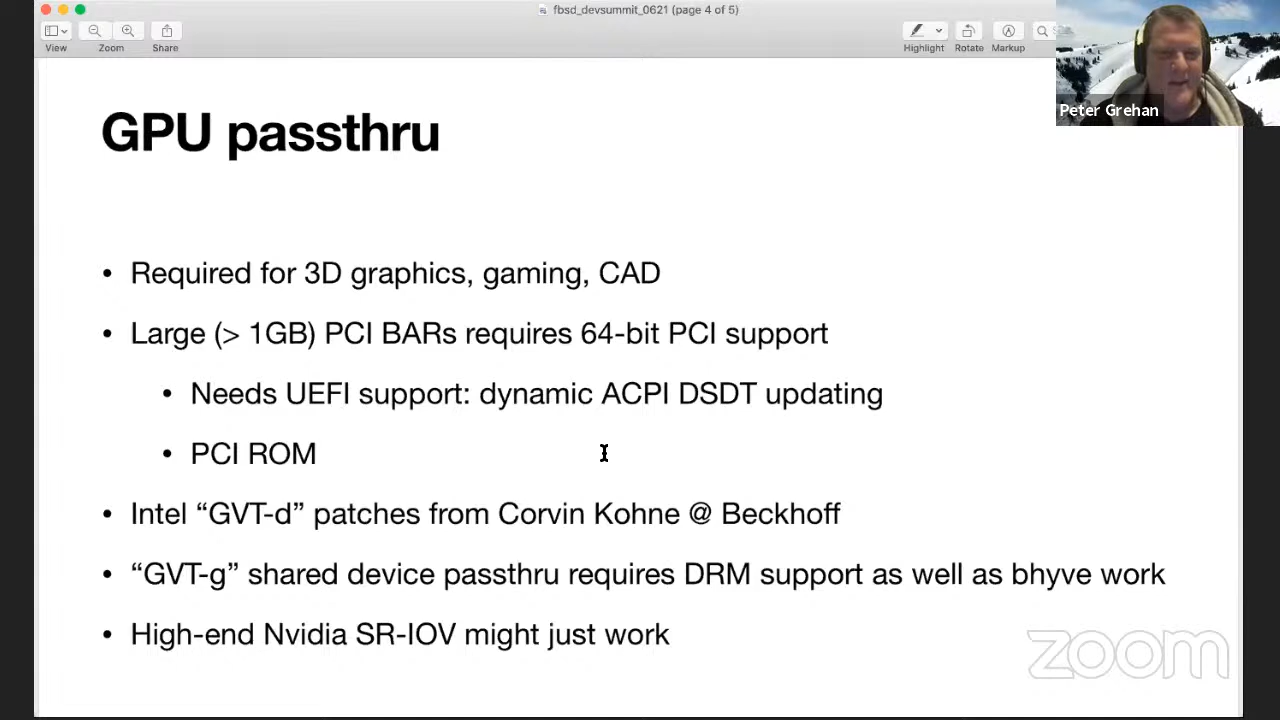 fbsd_devsummit_0621 (page 4 of 5)
View
Zoom
Share
Highlight
Rotate
Markup
Peter Grehan
GPU passthru
• Required for 3D graphics, gaming, CAD
• Large (> 1GB) PCI BARs requires 64-bit PCI support
• Needs UEFI support: dynamic ACPI DSDT updating
• PCI ROM
• Intel “GVT-d” patches from Corvin Kohne @ Beckhoff
• “GVT-g” shared device passthru requires DRM support as well as bhyve work
• High-end Nvidia SR-IOV might just work
zoom